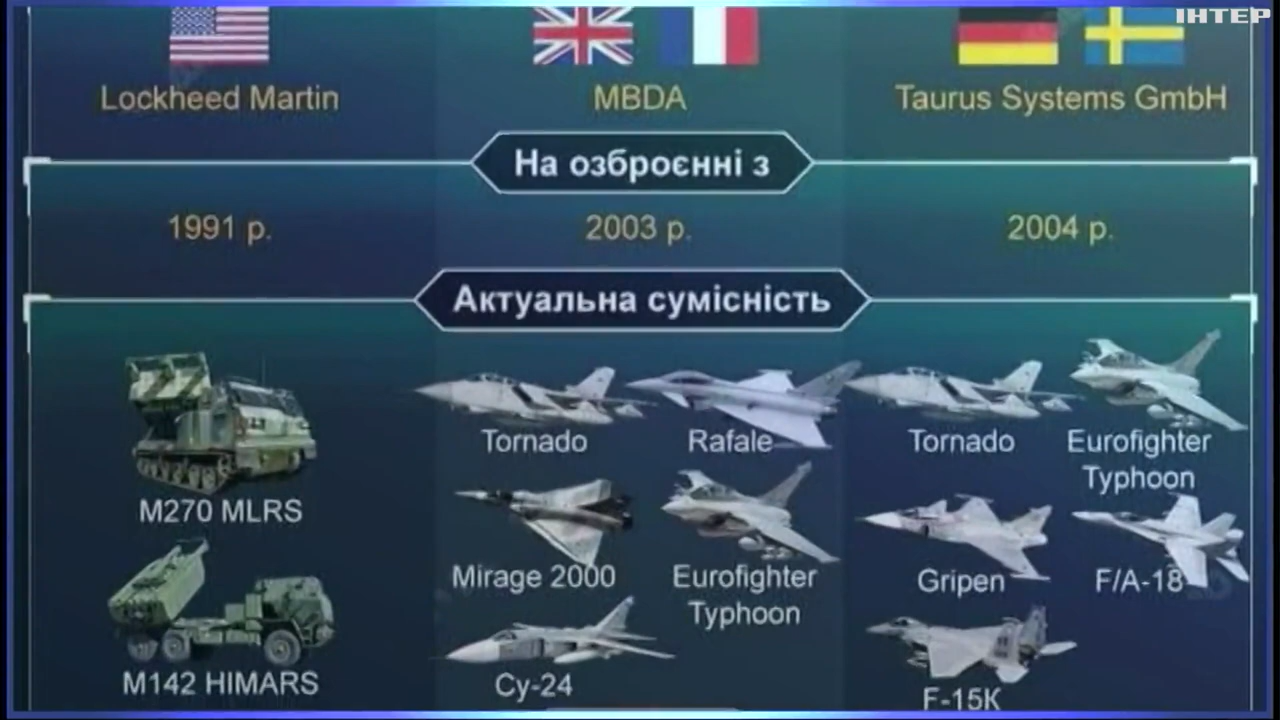 ІНТЕР
Lockheed Martin
MBDA
Taurus Systems GmbH
На озброєнні з
1991 р.
2003 р.
2004 р.
Актуальна сумісність
M270 MLRS
M142 HIMARS
Tornado
Rafale
Mirage 2000
Eurofighter
Typhoon
Су-24
Tornado
Eurofighter
Typhoon
Gripen
F/A-18
F-15K